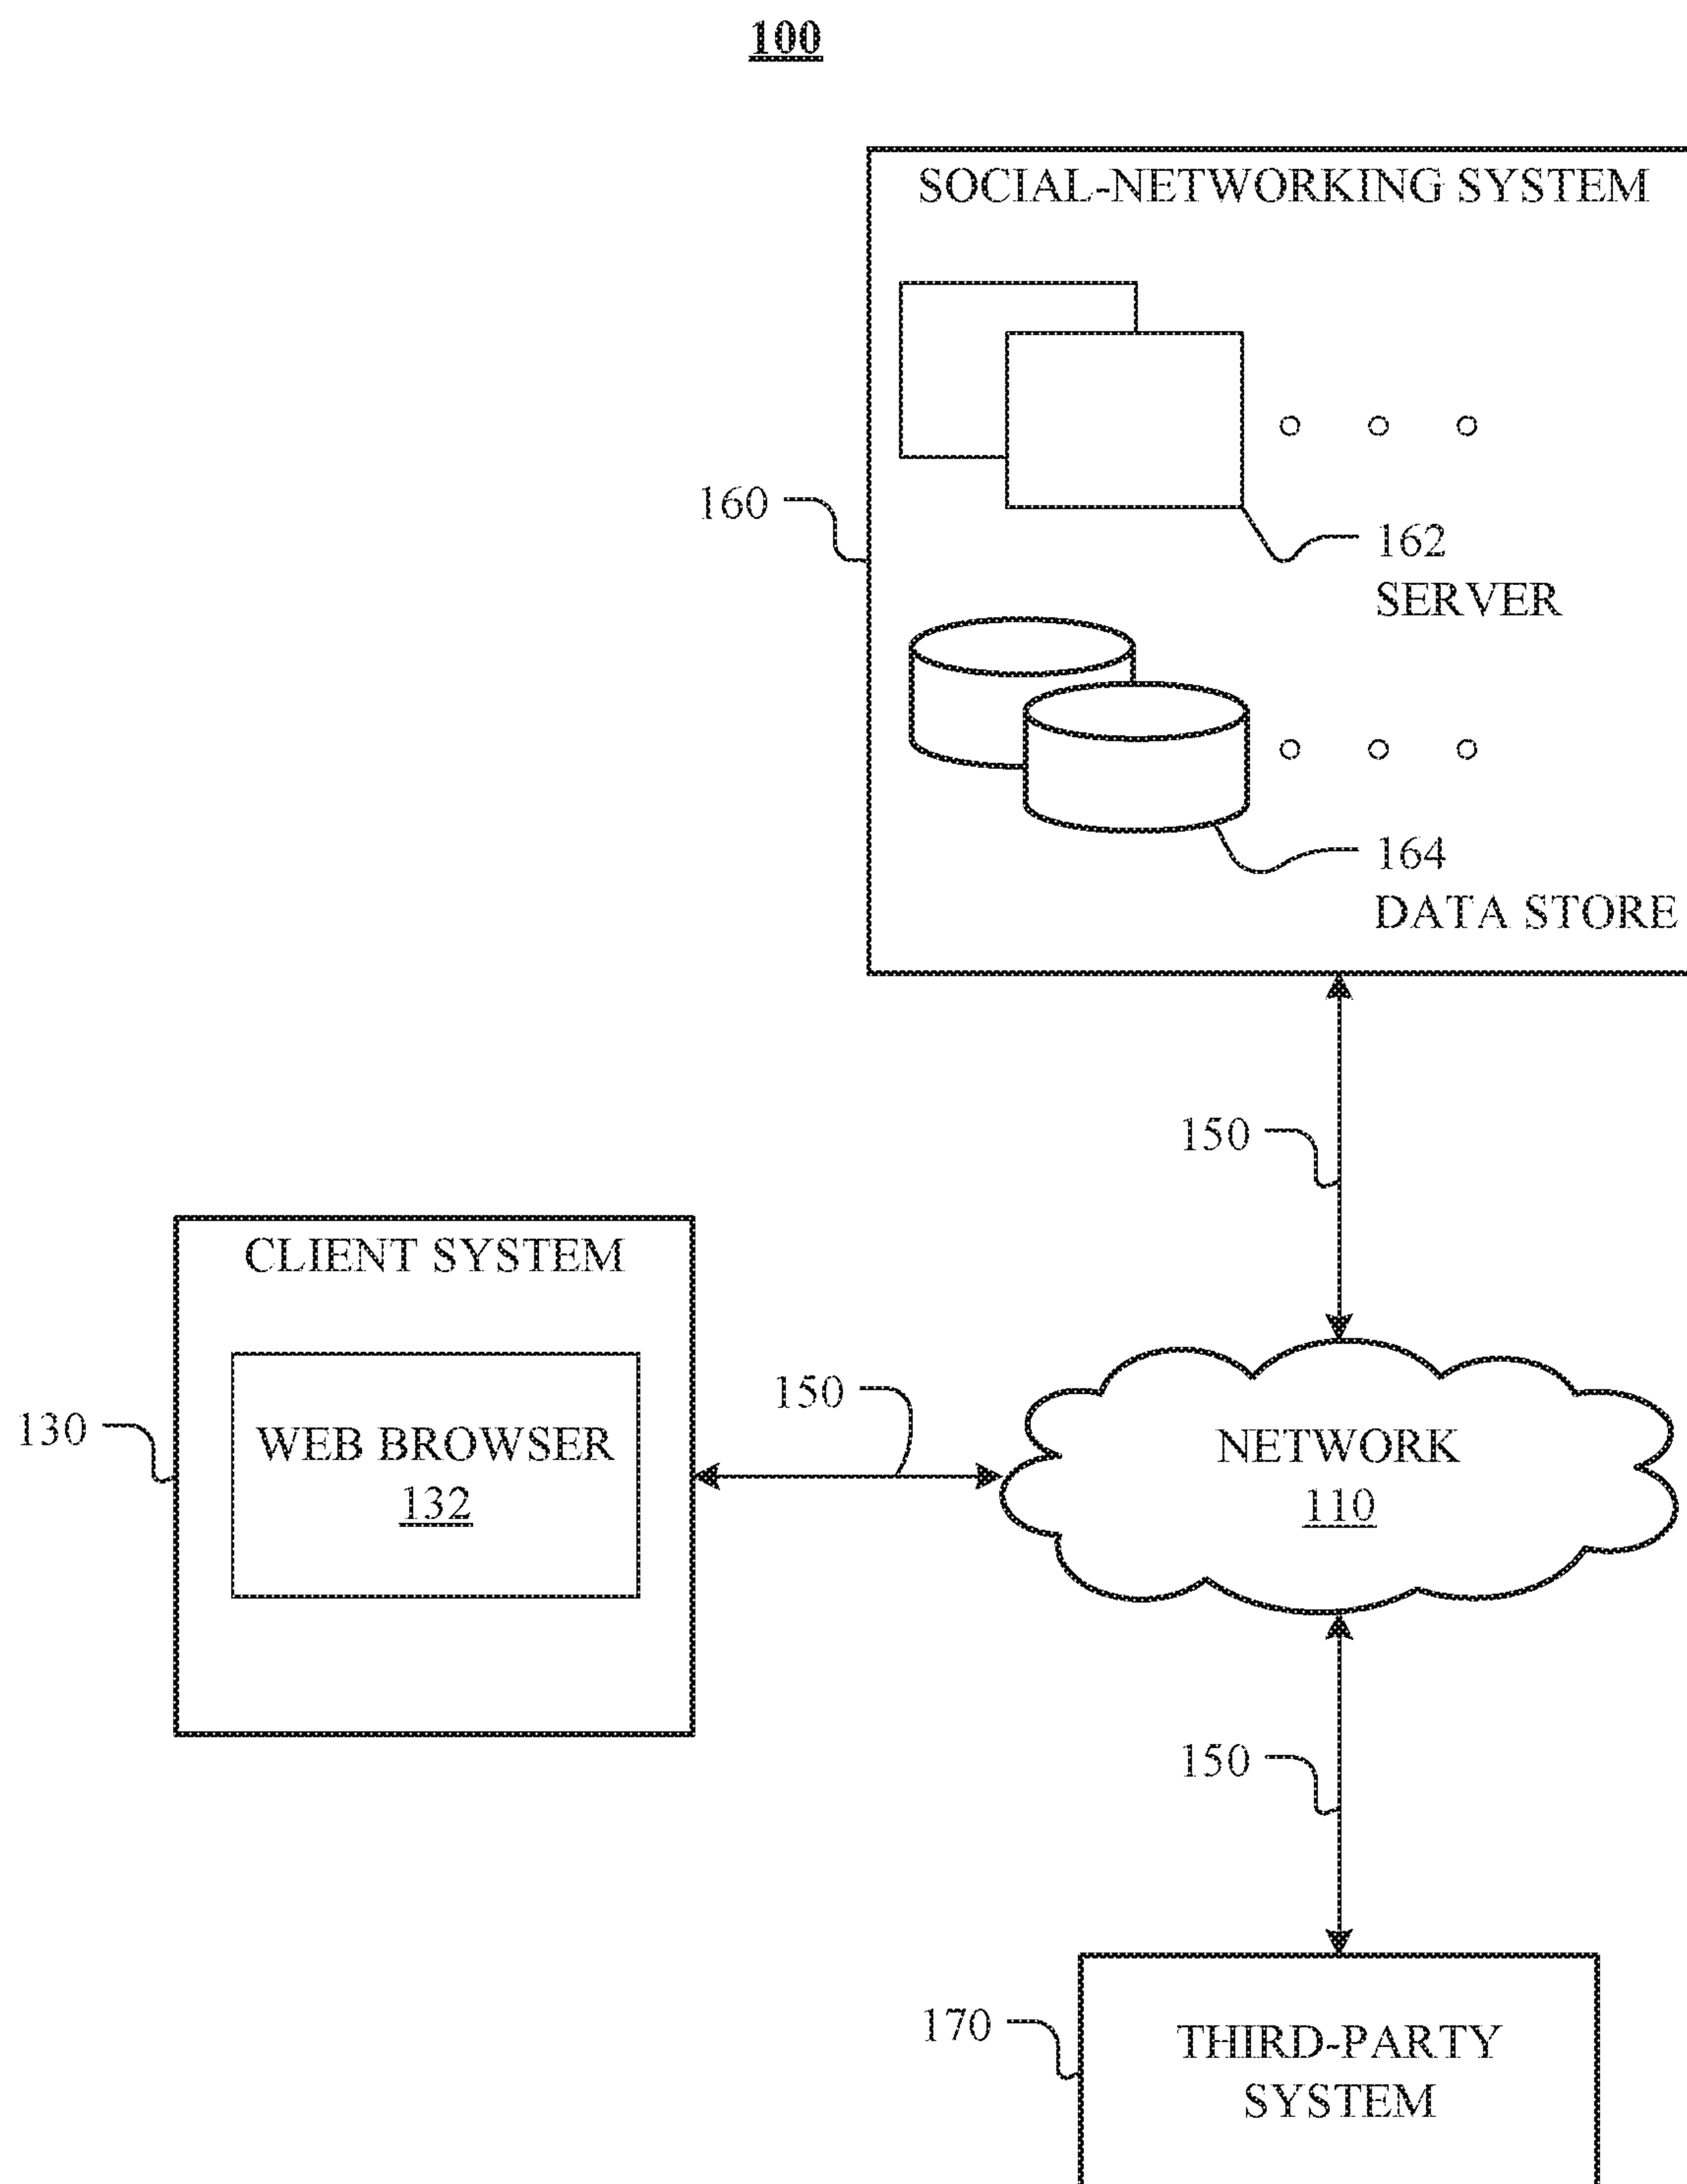 100
SOCIAL-NETWORKING SYSTEM
160
162
SERVER
164
DATA STORE
150
CLIENT SYSTEM
130
WEB BROWSER
132
150
NETWORK
110
150
170
THIRD-PARTY
SYSTEM